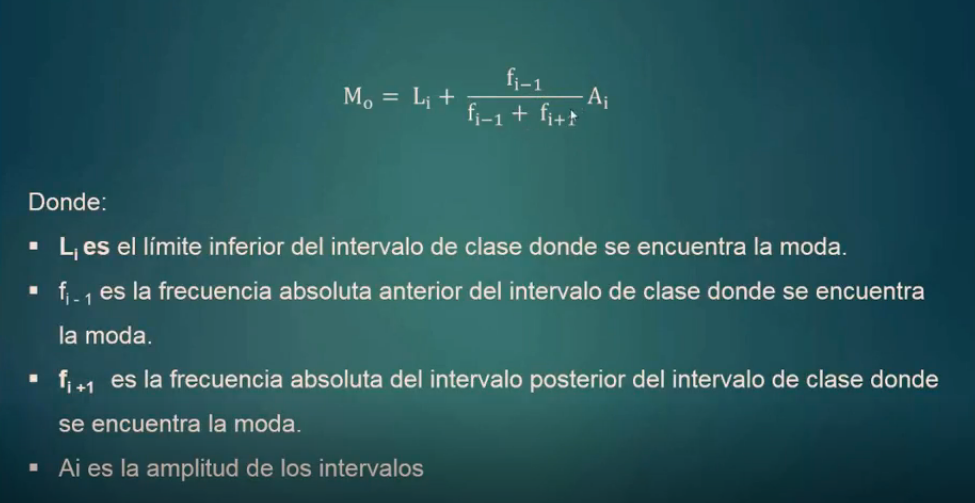 Mₒ = Lᵢ + fᵢ₋₁ / (fᵢ₋₁ + fᵢ₊₁) Aᵢ
Donde:
▪ Lᵢ es el límite inferior del intervalo de clase donde se encuentra la moda.
▪ fᵢ ₋ ₁ es la frecuencia absoluta anterior del intervalo de clase donde se encuentra
la moda.
▪ fᵢ ₊₁ es la frecuencia absoluta del intervalo posterior del intervalo de clase donde
se encuentra la moda.
▪ Ai es la amplitud de los intervalos